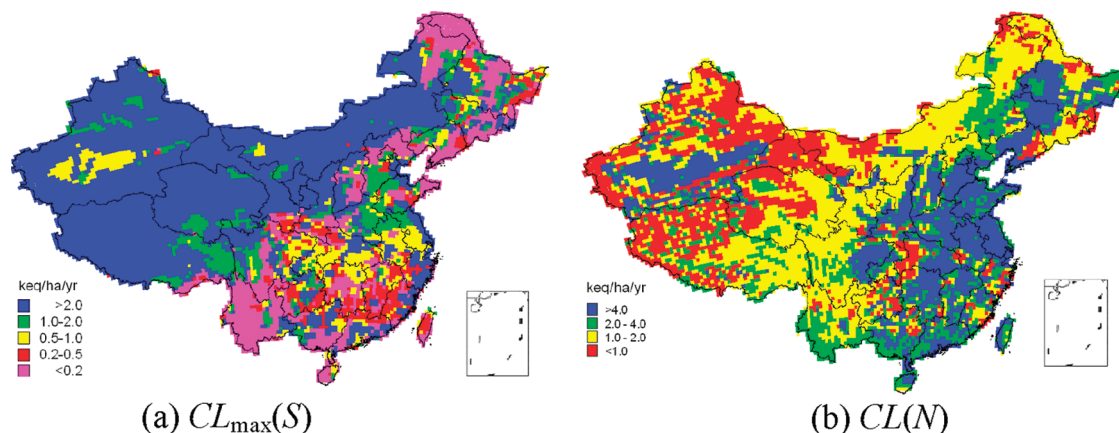 keq/ha/yr
>2.0
1.0-2.0
0.5-1.0
0.2-0.5
<0.2
(a) CLmax(S)
keq/ha/yr
>4.0
2.0 - 4.0
1.0 - 2.0
<1.0
(b) CL(N)